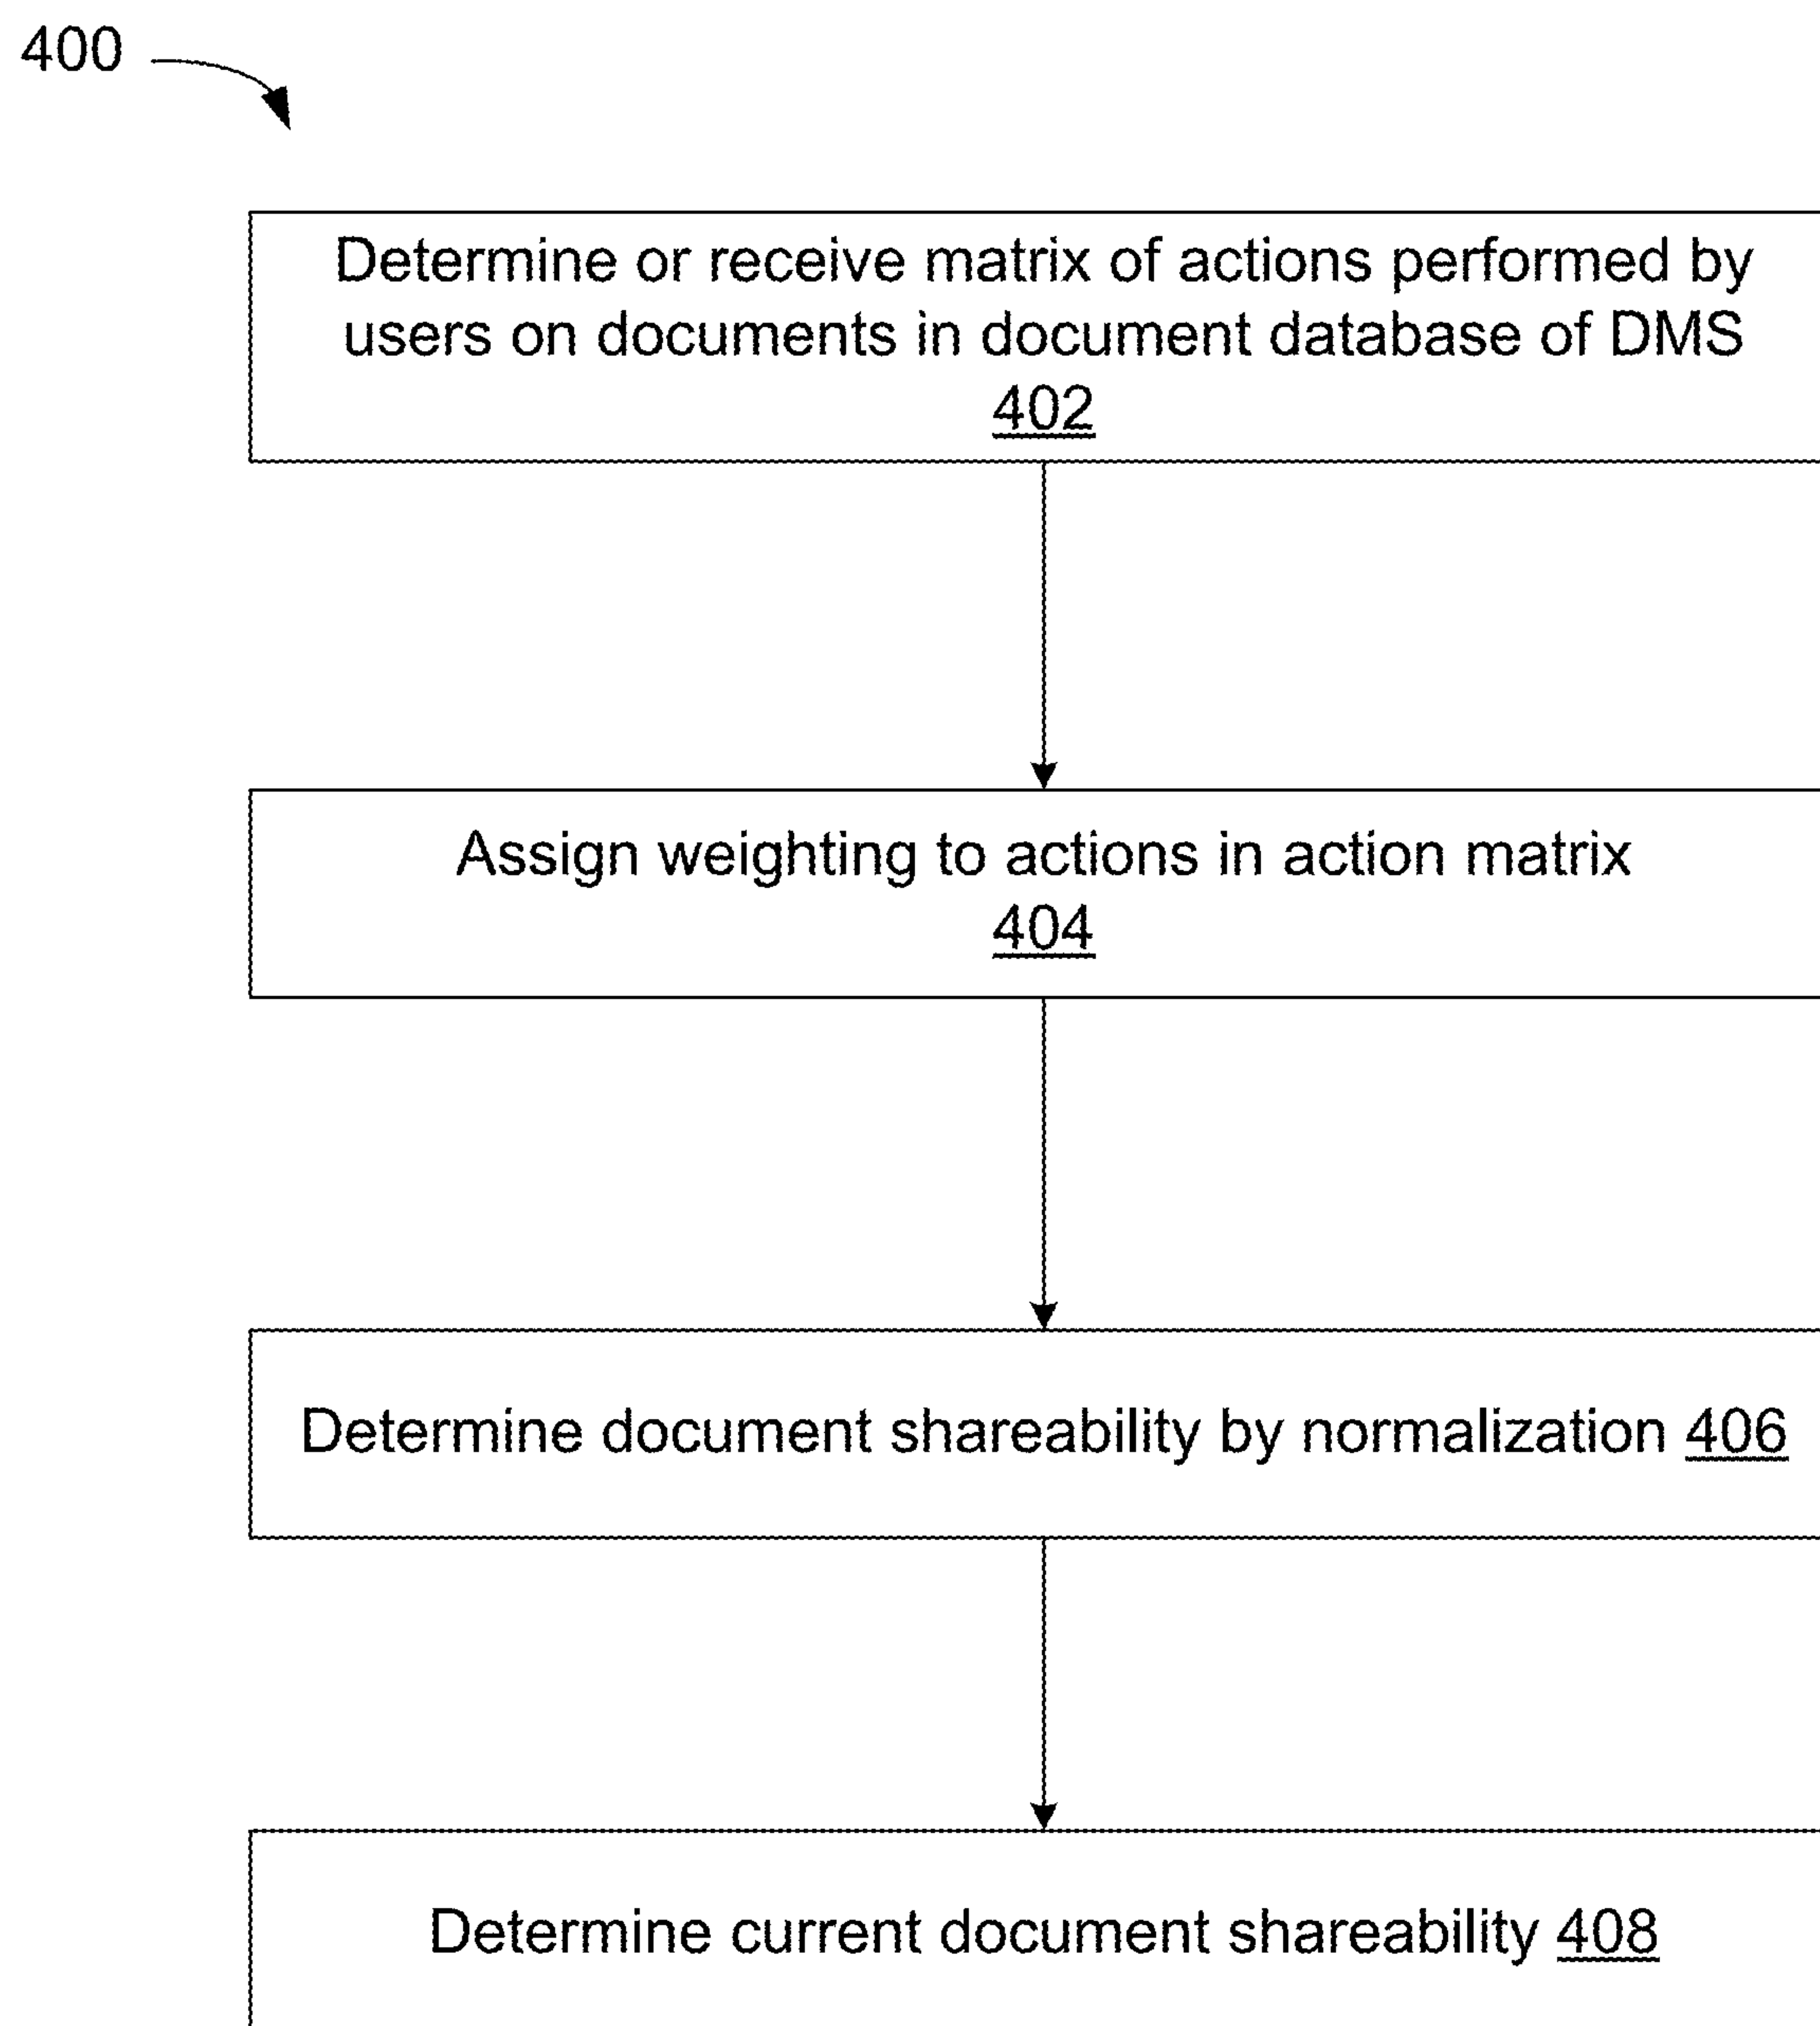 400
Determine or receive matrix of actions performed by
users on documents in document database of DMS
402
Assign weighting to actions in action matrix
404
Determine document shareability by normalization 406
Determine current document shareability 408